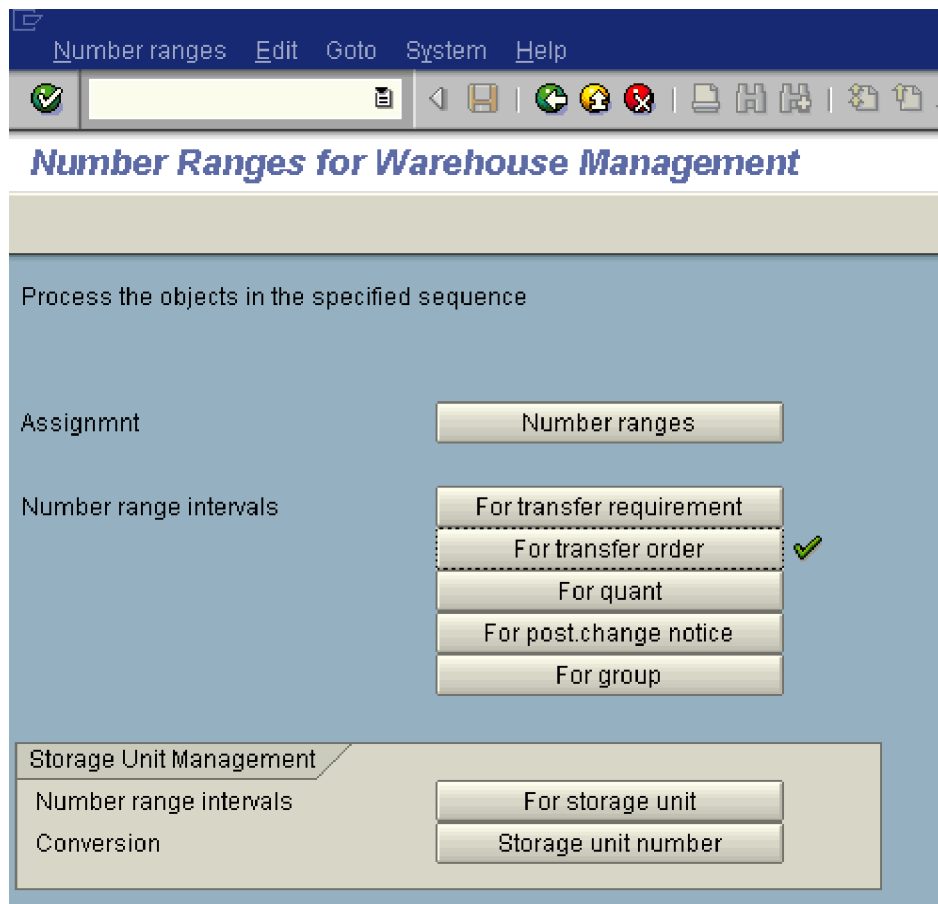 Number ranges Edit Goto System Help
Number Ranges for Warehouse Management
Process the objects in the specified sequence
Assignmnt Number ranges
Number range intervals For transfer requirement
For transfer order
For quant
For post.change notice
For group
Storage Unit Management
Number range intervals For storage unit
Conversion Storage unit number